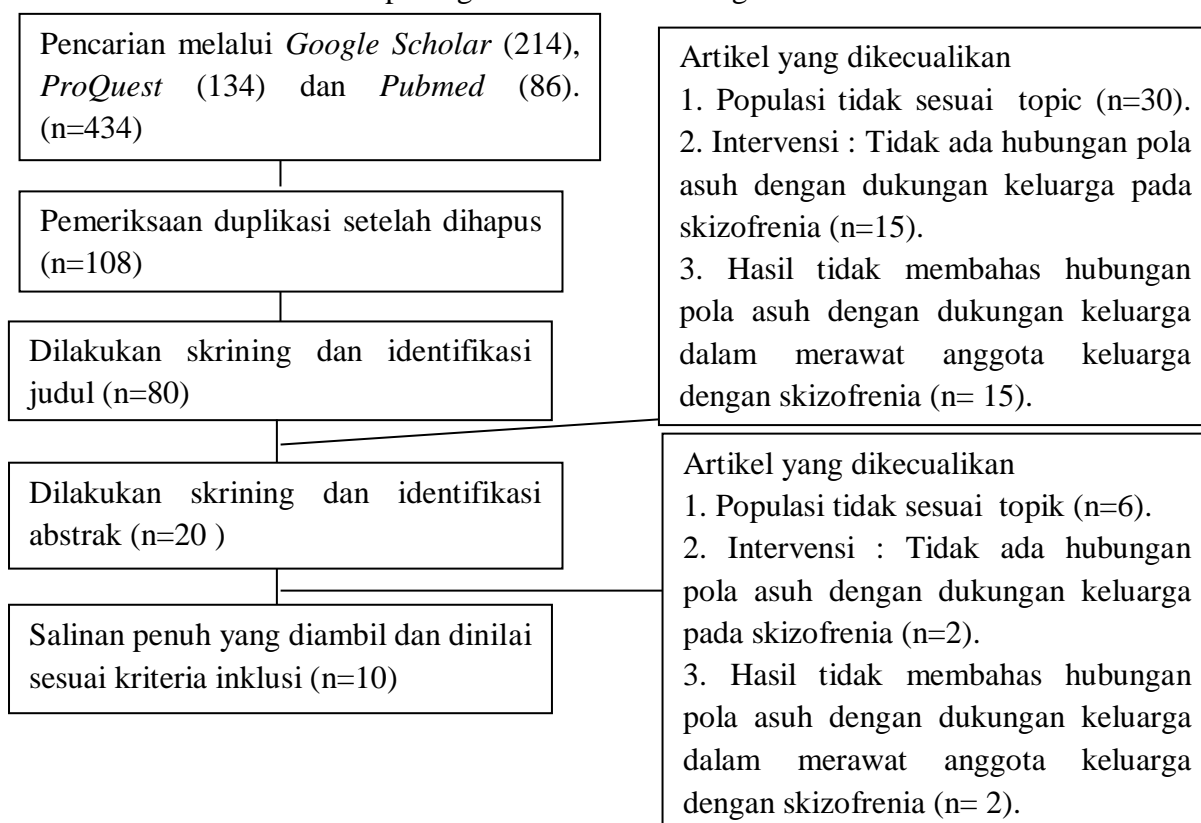 Pencarian melalui Google Scholar (214),
ProQuest (134) dan Pubmed (86).
(n=434)
Pemeriksaan duplikasi setelah dihapus
(n=108)
Dilakukan skrining dan identifikasi
judul (n=80)
Dilakukan skrining dan identifikasi
abstrak (n=20 )
Salinan penuh yang diambil dan dinilai
sesuai kriteria inklusi (n=10)
Artikel yang dikecualikan
1. Populasi tidak sesuai topic (n=30).
2. Intervensi : Tidak ada hubungan pola
asuh dengan dukungan keluarga pada
skizofrenia (n=15).
3. Hasil tidak membahas hubungan
pola asuh dengan dukungan keluarga
dalam merawat anggota keluarga
dengan skizofrenia (n= 15).
Artikel yang dikecualikan
1. Populasi tidak sesuai topik (n=6).
2. Intervensi : Tidak ada hubungan
pola asuh dengan dukungan keluarga
pada skizofrenia (n=2).
3. Hasil tidak membahas hubungan
pola asuh dengan dukungan keluarga
dalam merawat anggota keluarga
dengan skizofrenia (n= 2).